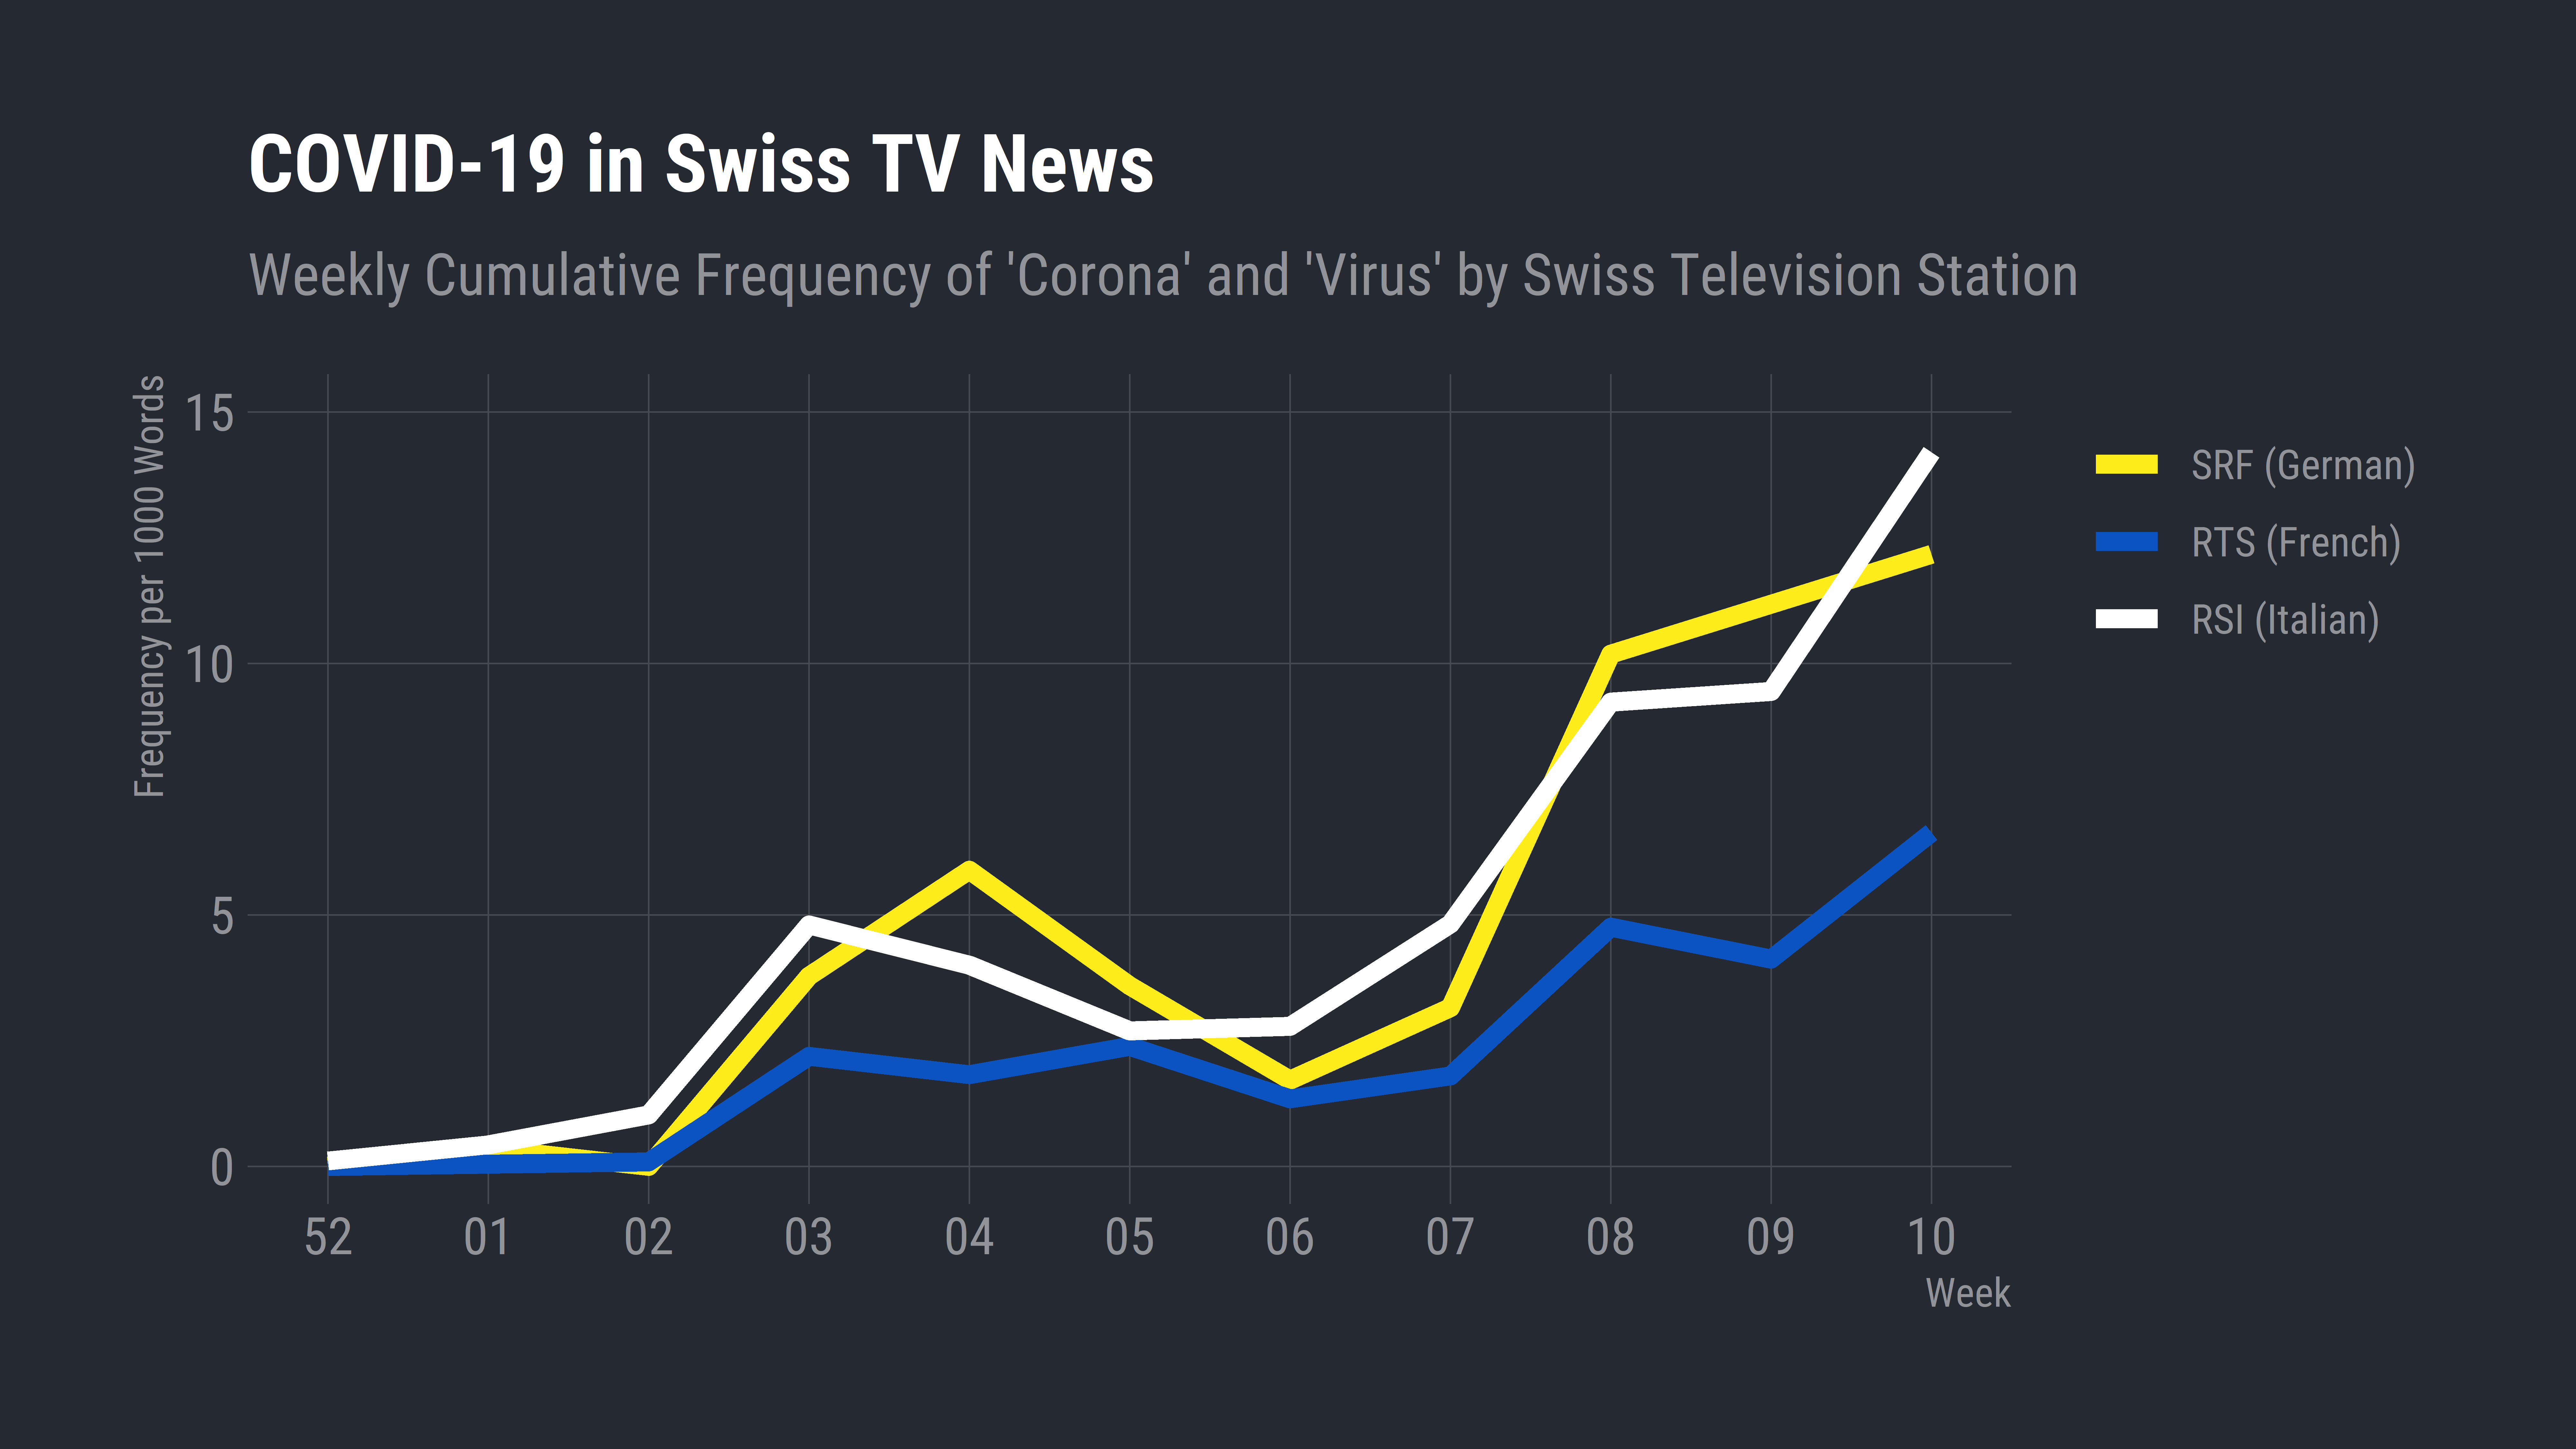 COVID-19 in Swiss TV News
Weekly Cumulative Frequency of 'Corona' and 'Virus' by Swiss Television Station
Frequency per 1000 Words
15
10
5
0
52 01 02 03 04 05 06 07 08 09 10
Week
SRF (German)
RTS (French)
RSI (Italian)